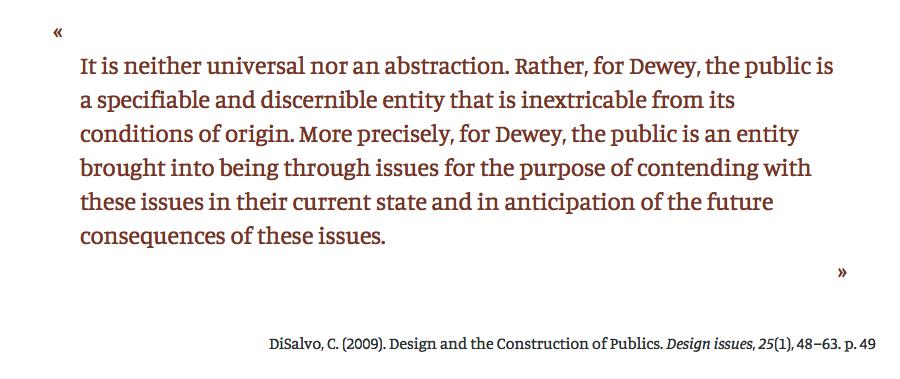 «
It is neither universal nor an abstraction. Rather, for Dewey, the public is
a specifiable and discernible entity that is inextricable from its
conditions of origin. More precisely, for Dewey, the public is an entity
brought into being through issues for the purpose of contending with
these issues in their current state and in anticipation of the future
consequences of these issues.
»
DiSalvo, C. (2009). Design and the Construction of Publics. Design issues, 25(1), 48–63. p. 49